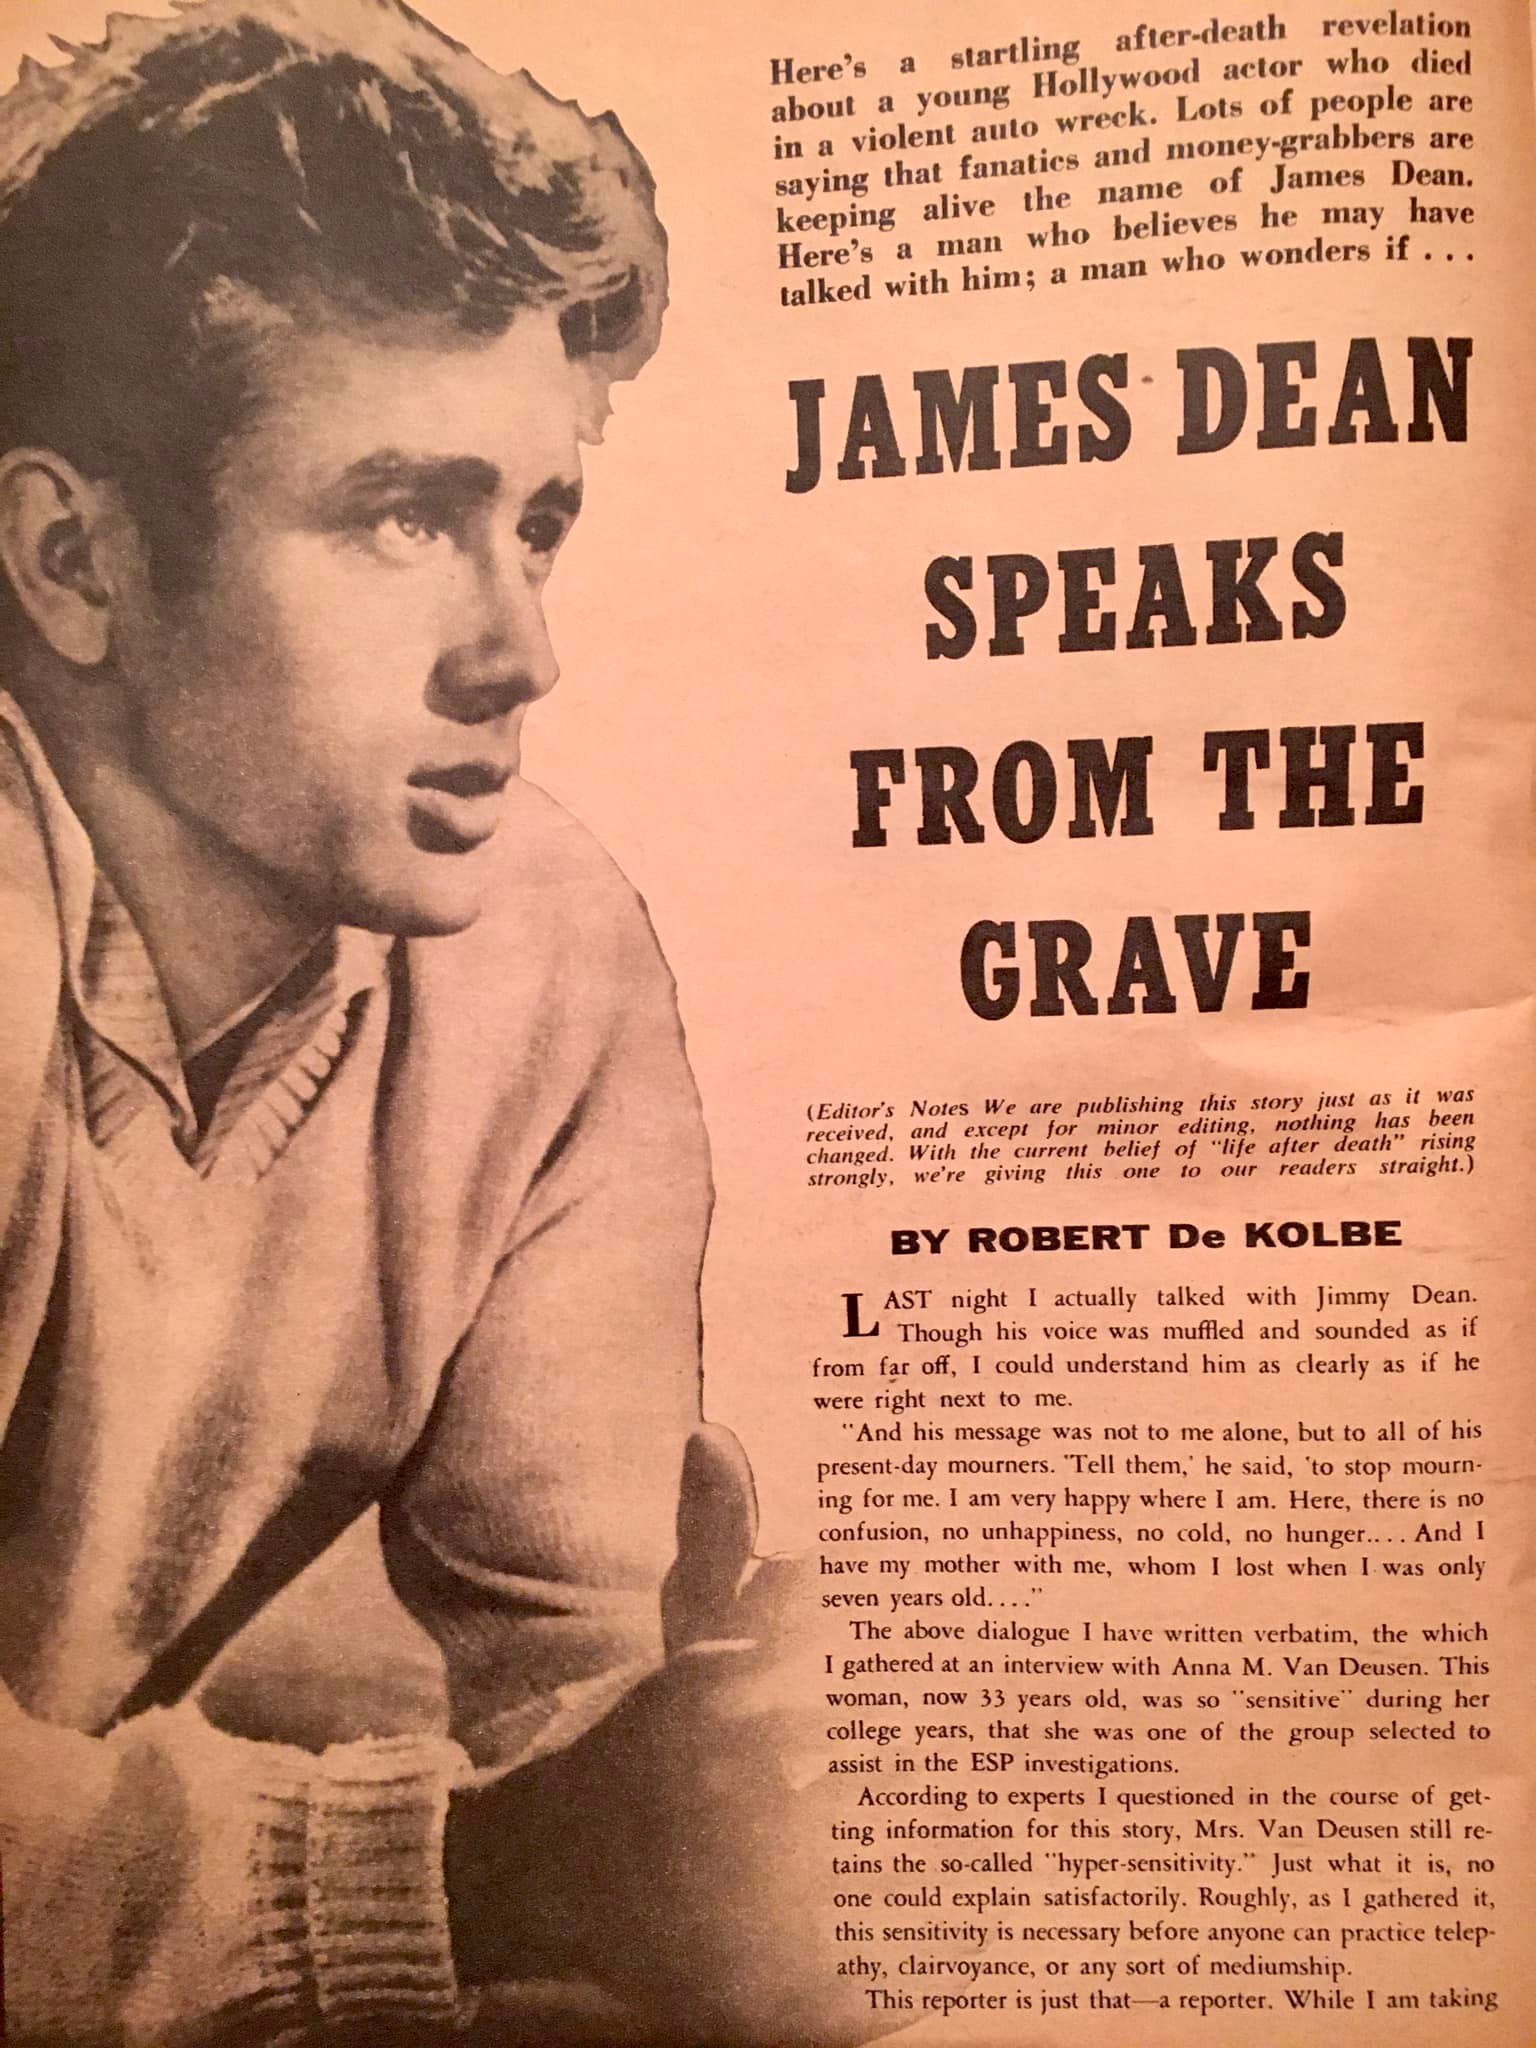 Here's a startling after-death revelation
about a young Hollywood actor who died
in a violent auto wreck. Lots of people are
saying that fanatics and money-grabbers are
keeping alive the name of James Dean.
Here's a man who believes he may have
talked with him; a man who wonders if . . .
JAMES DEAN
SPEAKS
FROM THE
GRAVE
(Editor's Notes We are publishing this story just as it was
received, and except for minor editing, nothing has been
changed. With the current belief of "life after death" rising
strongly, we're giving this one to our readers straight.)
BY ROBERT De KOLBE
LAST night I actually talked with Jimmy Dean.
Though his voice was muffled and sounded as if
from far off, I could understand him as clearly as if he
were right next to me.
"And his message was not to me alone, but to all of his
present-day mourners. 'Tell them,' he said, 'to stop mourn-
ing for me. I am very happy where I am. Here, there is no
confusion, no unhappiness, no cold, no hunger.... And I
have my mother with me, whom I lost when I was only
seven years old...."
The above dialogue I have written verbatim, the which
I gathered at an interview with Anna M. Van Deusen. This
woman, now 33 years old, was so "sensitive" during her
college years, that she was one of the group selected to
assist in the ESP investigations.
According to experts I questioned in the course of get-
ting information for this story, Mrs. Van Deusen still re-
tains the so-called "hyper-sensitivity." Just what it is, no
one could explain satisfactorily. Roughly, as I gathered it,
this sensitivity is necessary before anyone can practice telep-
athy, clairvoyance, or any sort of mediumship.
This reporter is just that—a reporter. While I am taking